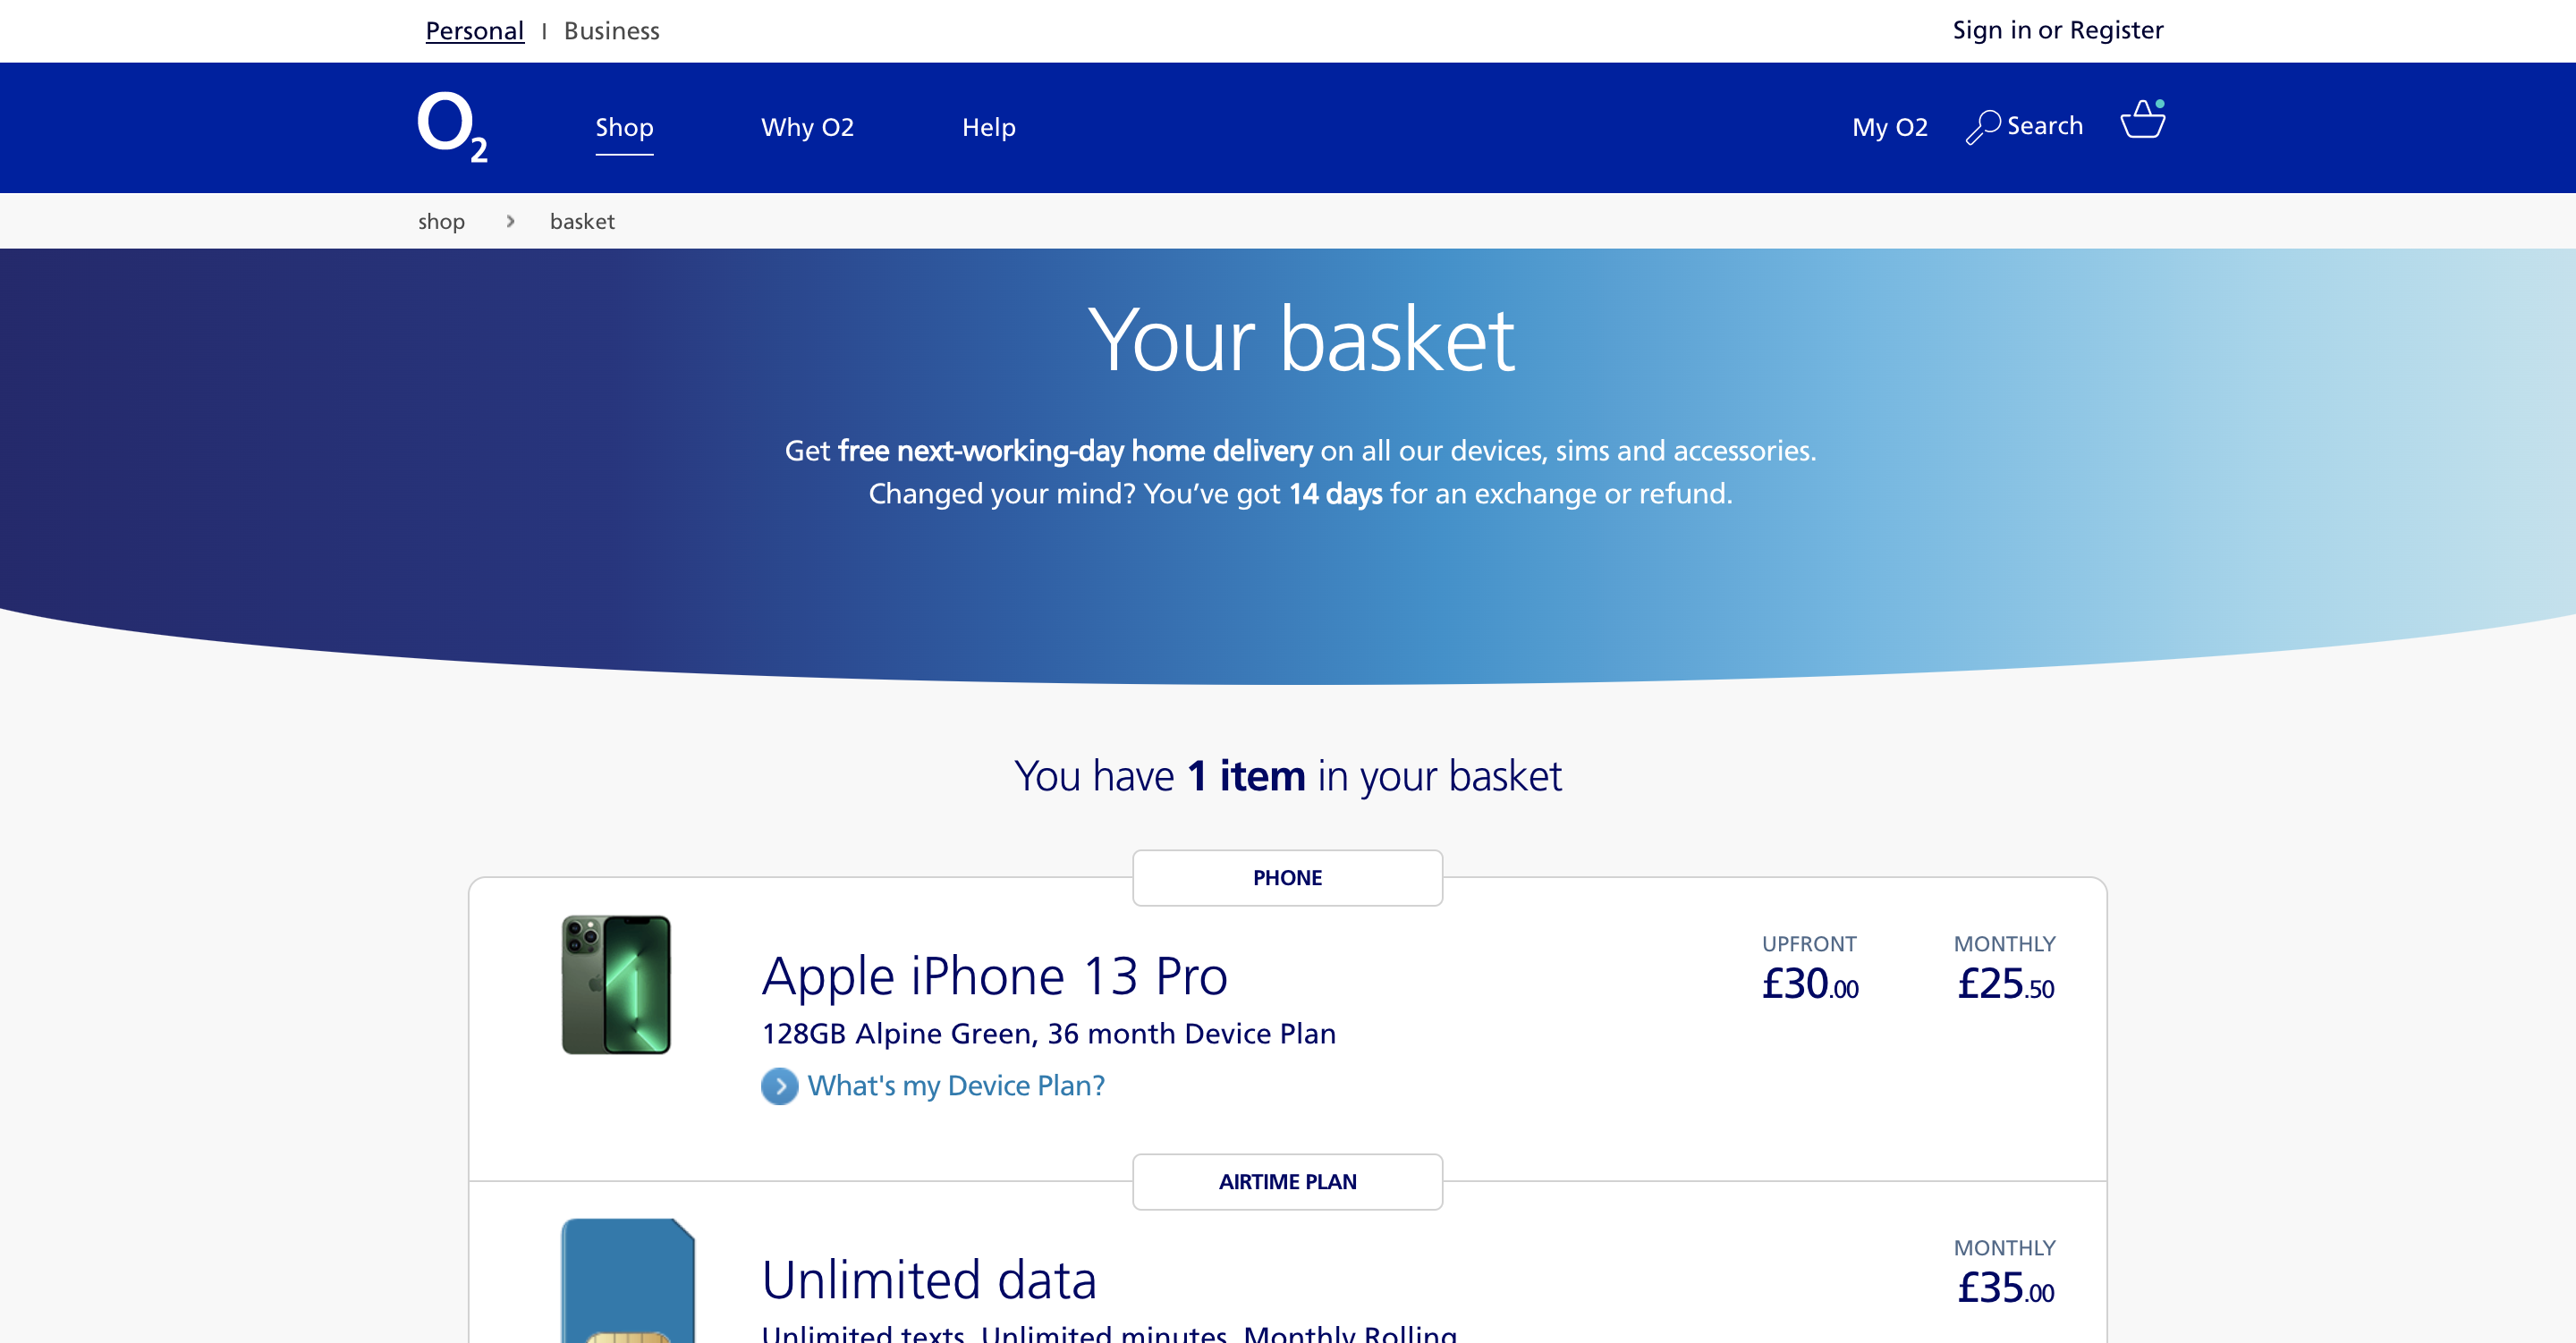 Personal | Business
Sign in or Register
O2
Shop
Why O2
Help
My O2
Search
shop > basket
Your basket
Get free next-working-day home delivery on all our devices, sims and accessories.
Changed your mind? You’ve got 14 days for an exchange or refund.
You have 1 item in your basket
PHONE
Apple iPhone 13 Pro
128GB Alpine Green, 36 month Device Plan
What's my Device Plan?
UPFRONT
£30.00
MONTHLY
£25.50
AIRTIME PLAN
Unlimited data
Unlimited texts, Unlimited minutes, Monthly Rolling
MONTHLY
£35.00